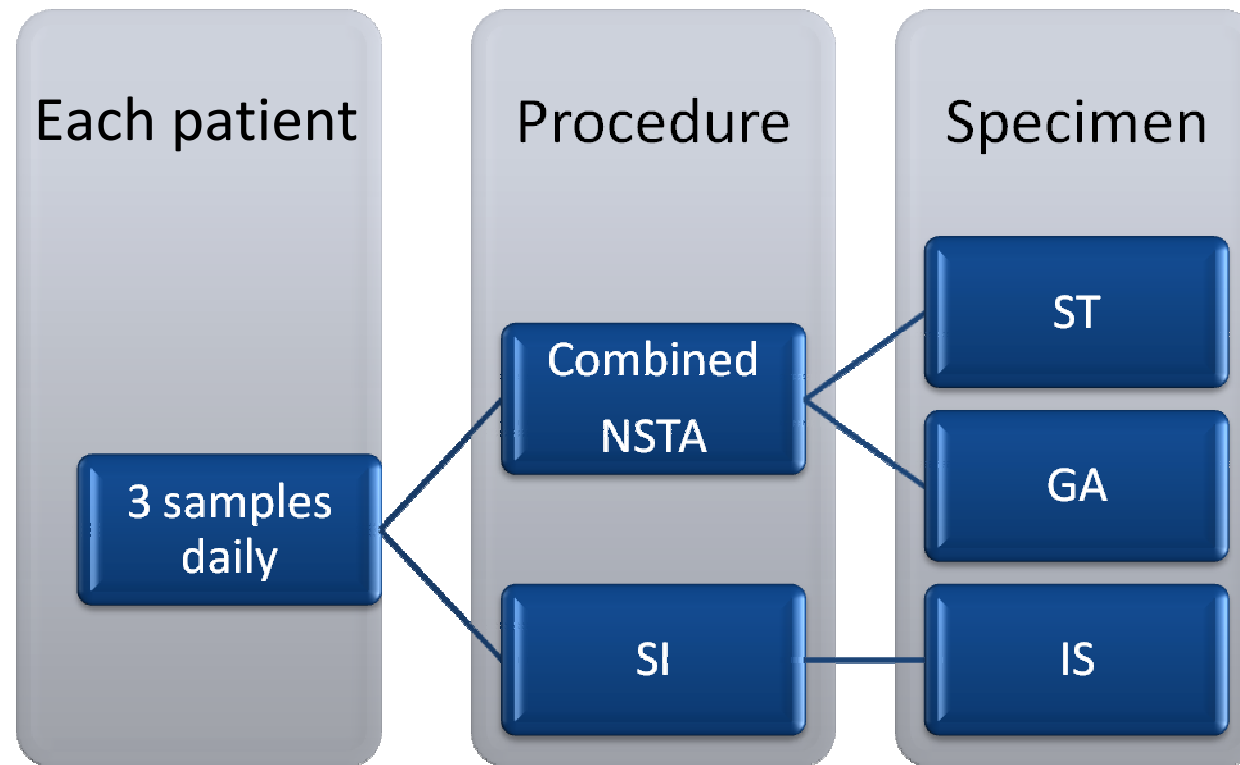 Each patient
Procedure
Specimen
3 samples
daily
Combined
NSTA
SI
ST
GA
IS